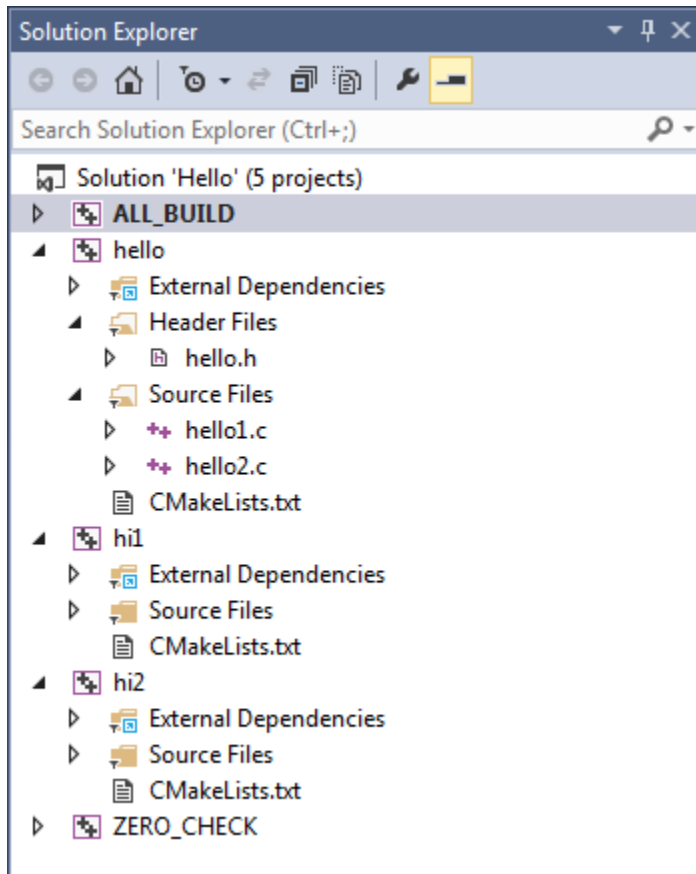 Solution Explorer
Search Solution Explorer (Ctrl+;)
Solution 'Hello' (5 projects)
ALL_BUILD
hello
External Dependencies
Header Files
hello.h
Source Files
hello1.c
hello2.c
CMakeLists.txt
hi1
External Dependencies
Source Files
CMakeLists.txt
hi2
External Dependencies
Source Files
CMakeLists.txt
ZERO_CHECK